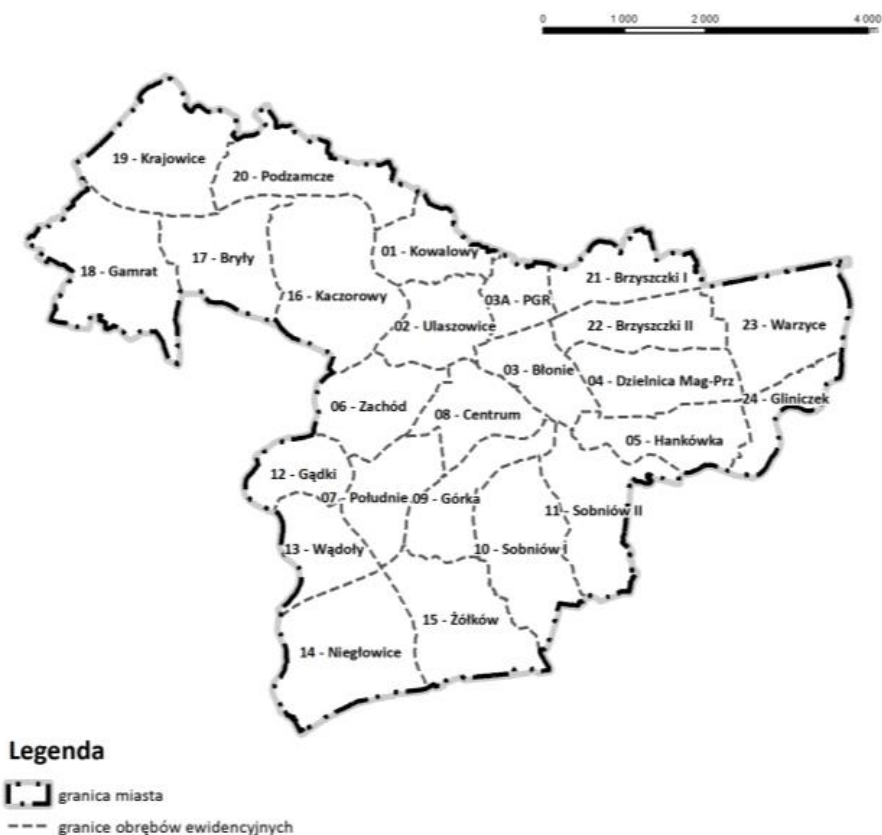 0 1 000 2 000 4 000
m
19 - Krajowice
20 - Podzamcze
01 - Kowalowy
17 - Bryły
18 - Gamrat
21 - Brzyszczki I
16 - Kaczorowy
03A - PGR
02 - Ulaszowice
22 - Brzyszczki II
23 - Warzyce
03 - Błonie
04 - Dzielnica Mag-Prz
24 - Gliniczek
06 - Zachód
08 - Centrum
05 - Hankówka
12 - Gądki
07 - Południe
09 - Górka
11 - Sobniów II
13 - Wądoły
10 - Sobniów I
15 - Żółków
14 - Niegłowice
Legenda
granica miasta
granice obrębów ewidencyjnych